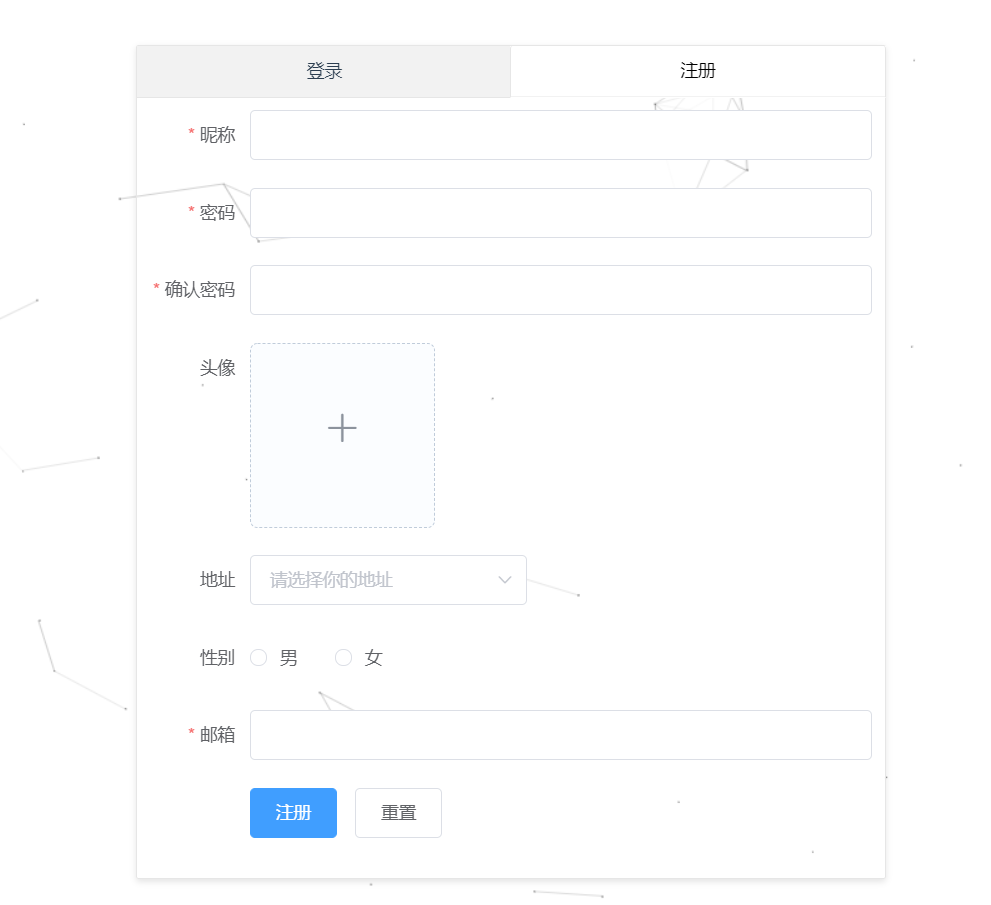 登录 注册
* 昵称
* 密码
* 确认密码
头像
地址 请选择你的地址
性别 男 女
* 邮箱
注册 重置